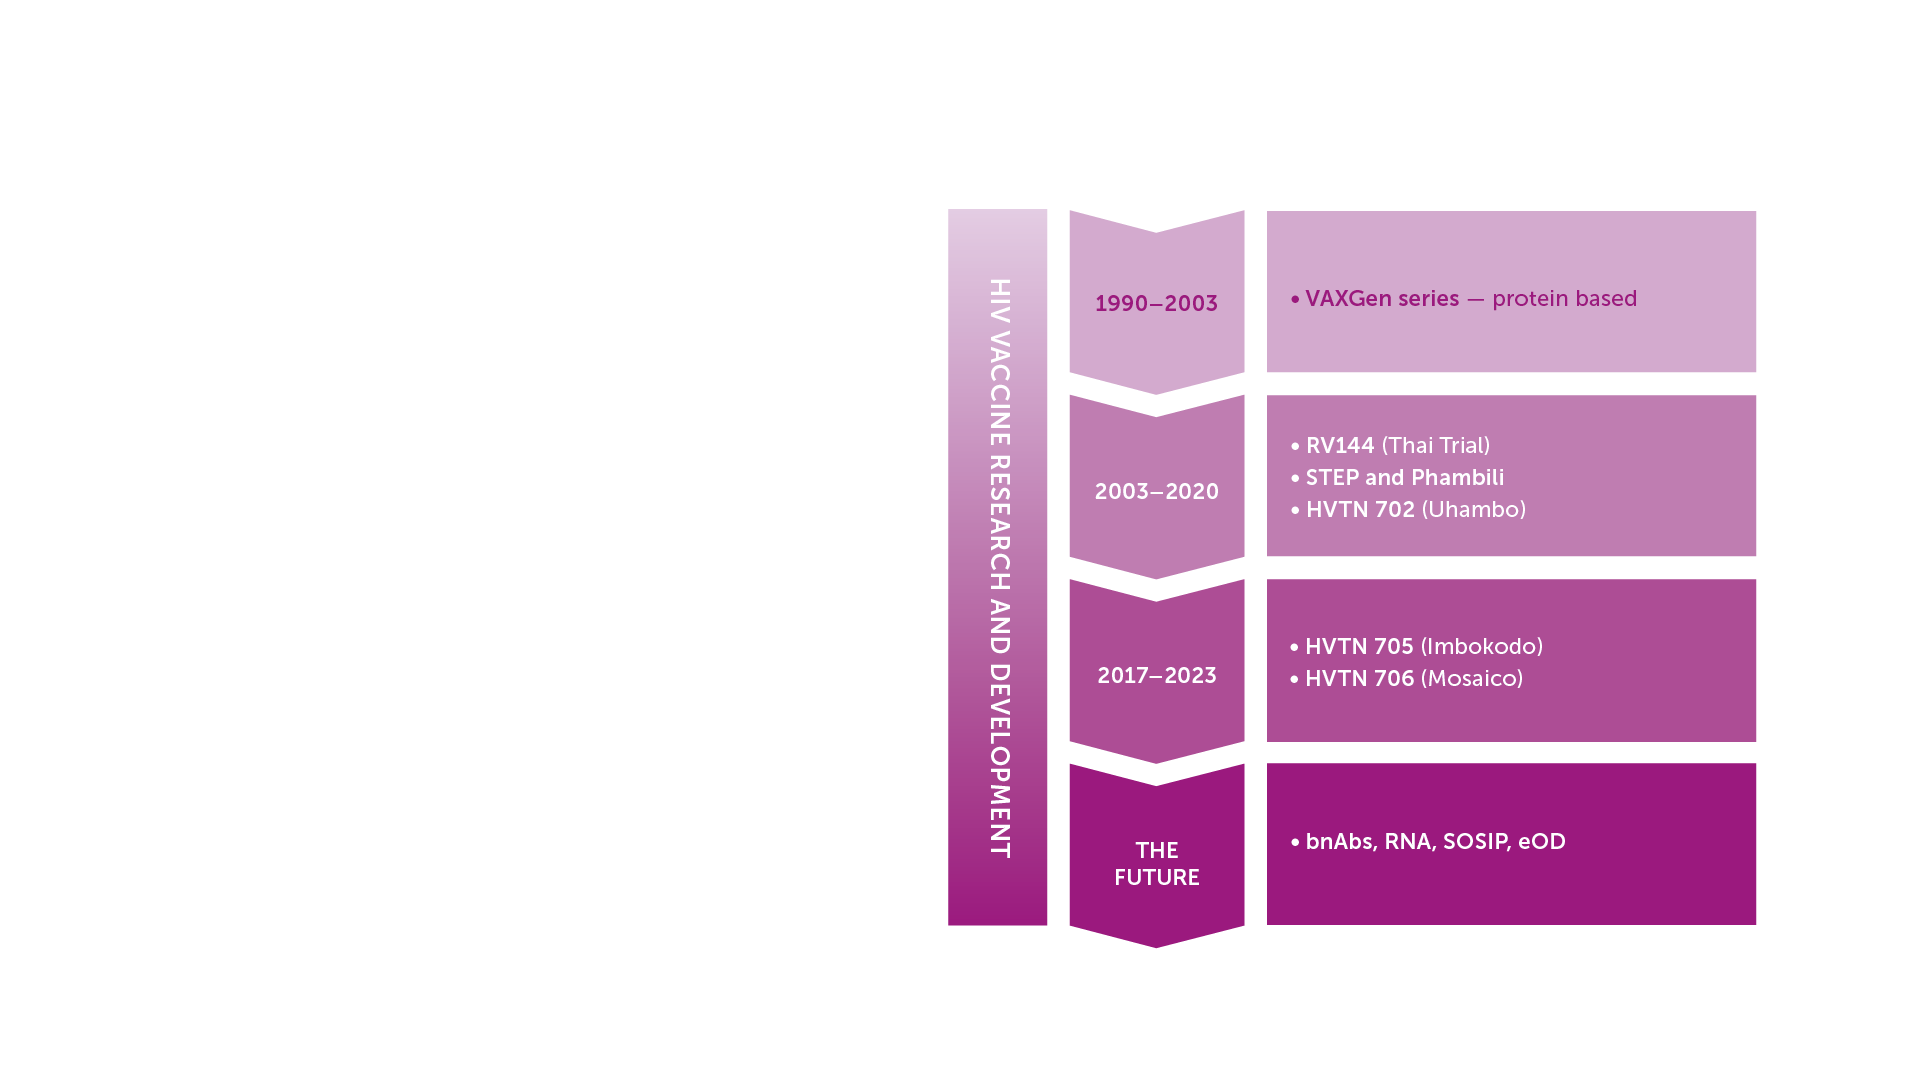 HIV VACCINE RESEARCH AND DEVELOPMENT
1990–2003
• VAXGen series — protein based
2003–2020
• RV144 (Thai Trial)
• STEP and Phambili
• HVTN 702 (Uhambo)
2017–2023
• HVTN 705 (Imbokodo)
• HVTN 706 (Mosaico)
THE
FUTURE
• bnAbs, RNA, SOSIP, eOD